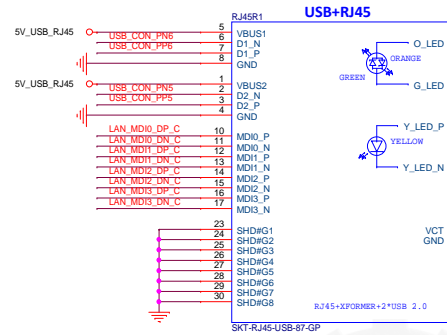 USB+RJ45
RJ45R1
5V_USB_RJ45
5 VBUS1
USB_CON_PN6 6 D1_N
USB_CON_PP6 7 D1_P
8 GND
5V_USB_RJ45
1 VBUS2
USB_CON_PN5 2 D2_N
USB_CON_PP5 3 D2_P
4 GND
LAN_MDI0_DP_C 10 MDI0_P
LAN_MDI0_DN_C 11 MDI0_N
LAN_MDI1_DP_C 12 MDI1_P
LAN_MDI1_DN_C 13 MDI1_N
LAN_MDI2_DP_C 14 MDI2_P
LAN_MDI2_DN_C 15 MDI2_N
LAN_MDI3_DP_C 16 MDI3_P
LAN_MDI3_DN_C 17 MDI3_N
23 SHD#G1
24 SHD#G2
25 SHD#G3
26 SHD#G4
27 SHD#G5
28 SHD#G6
29 SHD#G7
30 SHD#G8
O_LED
ORANGE
GREEN
G_LED
Y_LED_P
YELLOW
Y_LED_N
VCT
GND
RJ45+XFORMER+2*USB 2.0
SKT-RJ45-USB-87-GP